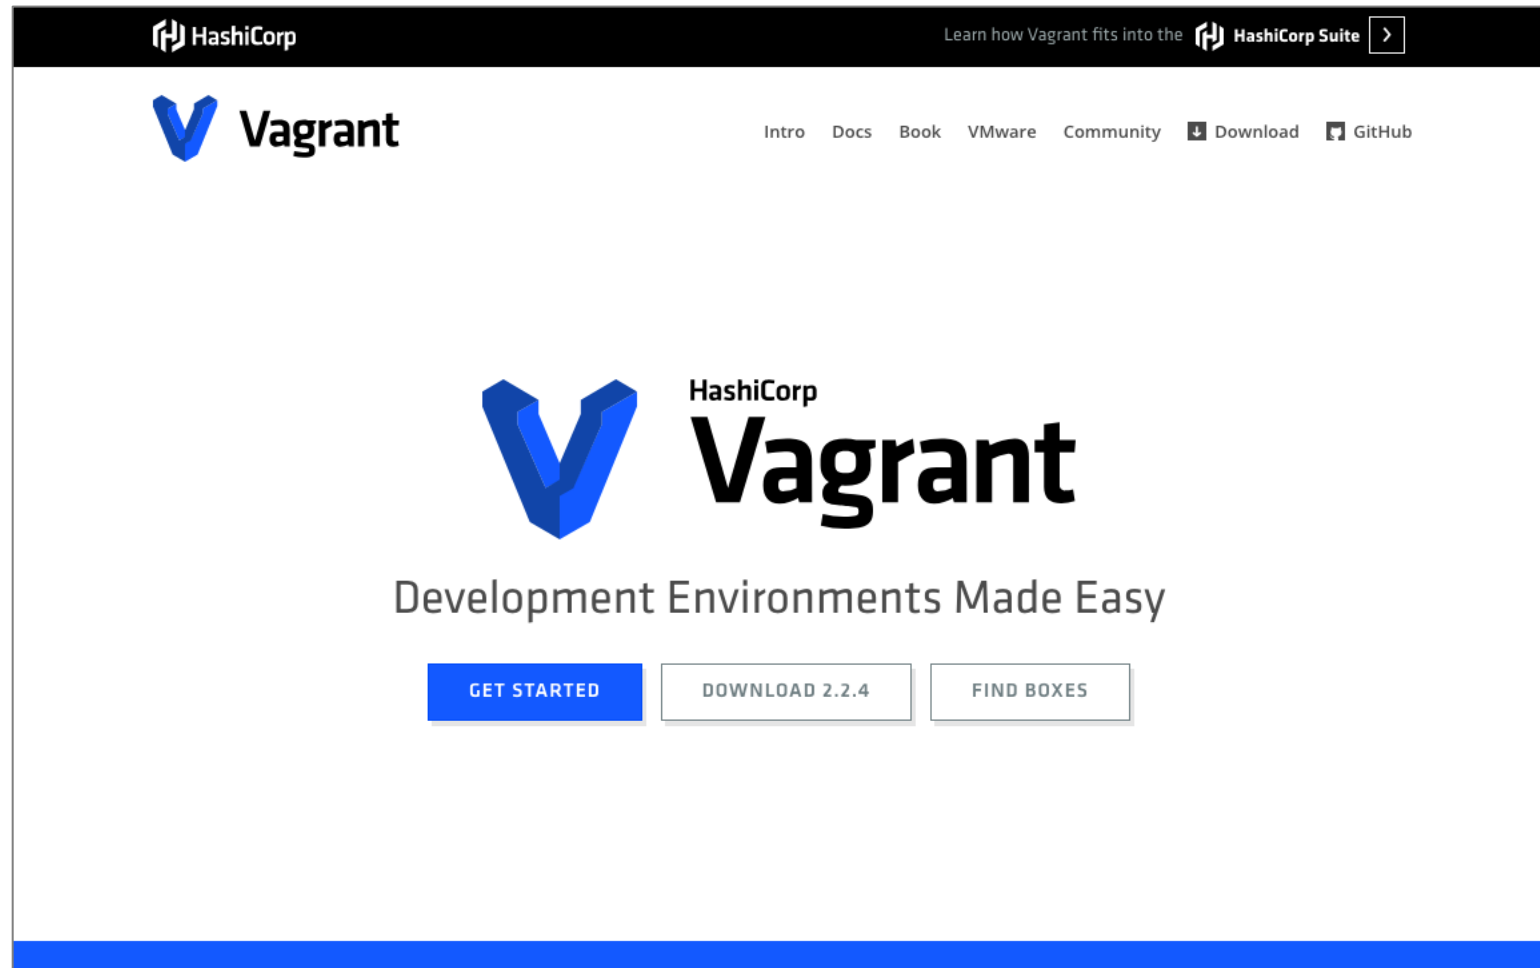 HashiCorp
Learn how Vagrant fits into the HashiCorp Suite
Vagrant
Intro Docs Book VMware Community Download GitHub
HashiCorp
Vagrant
Development Environments Made Easy
GET STARTED DOWNLOAD 2.2.4 FIND BOXES